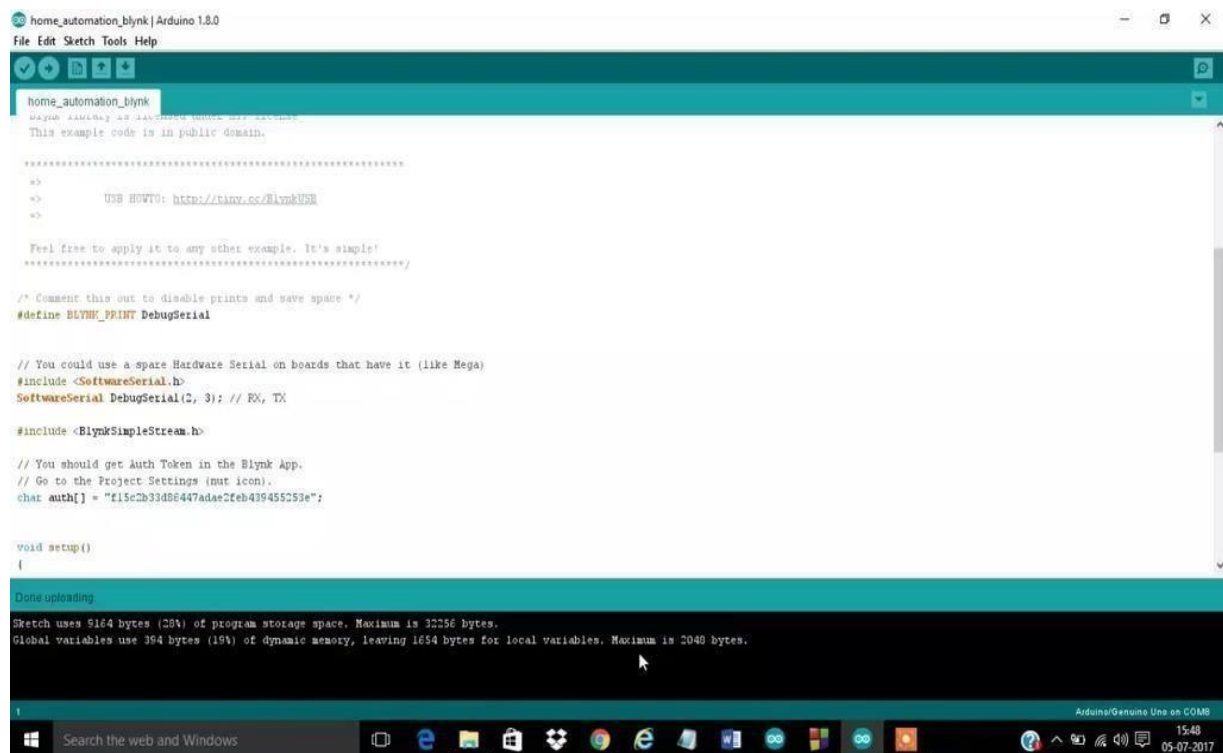 home_automation_blynk | Arduino 1.8.0
File Edit Sketch Tools Help
home_automation_blynk
Blynk library is licensed under MIT license
This example code is in public domain.
=>
=> USB HOWTO: http://tiny.cc/BlynkUSB
=>
Feel free to apply it to any other example. It's simple!
**************************************************************/
/* Comment this out to disable prints and save space */
#define BLYNK_PRINT DebugSerial
// You could use a spare Hardware Serial on boards that have it (like Mega)
#include <SoftwareSerial.h>
SoftwareSerial DebugSerial(2, 3); // RX, TX
#include <BlynkSimpleStream.h>
// You should get Auth Token in the Blynk App.
// Go to the Project Settings (nut icon).
char auth[] = "f15c2b33d86447adae2feb439455253e";
void setup()
{
Done uploading.
Sketch uses 9164 bytes (28%) of program storage space. Maximum is 32256 bytes.
Global variables use 394 bytes (19%) of dynamic memory, leaving 1654 bytes for local variables. Maximum is 2048 bytes.
1
Arduino/Genuino Uno on COM8
Search the web and Windows
15:48
05-07-2017